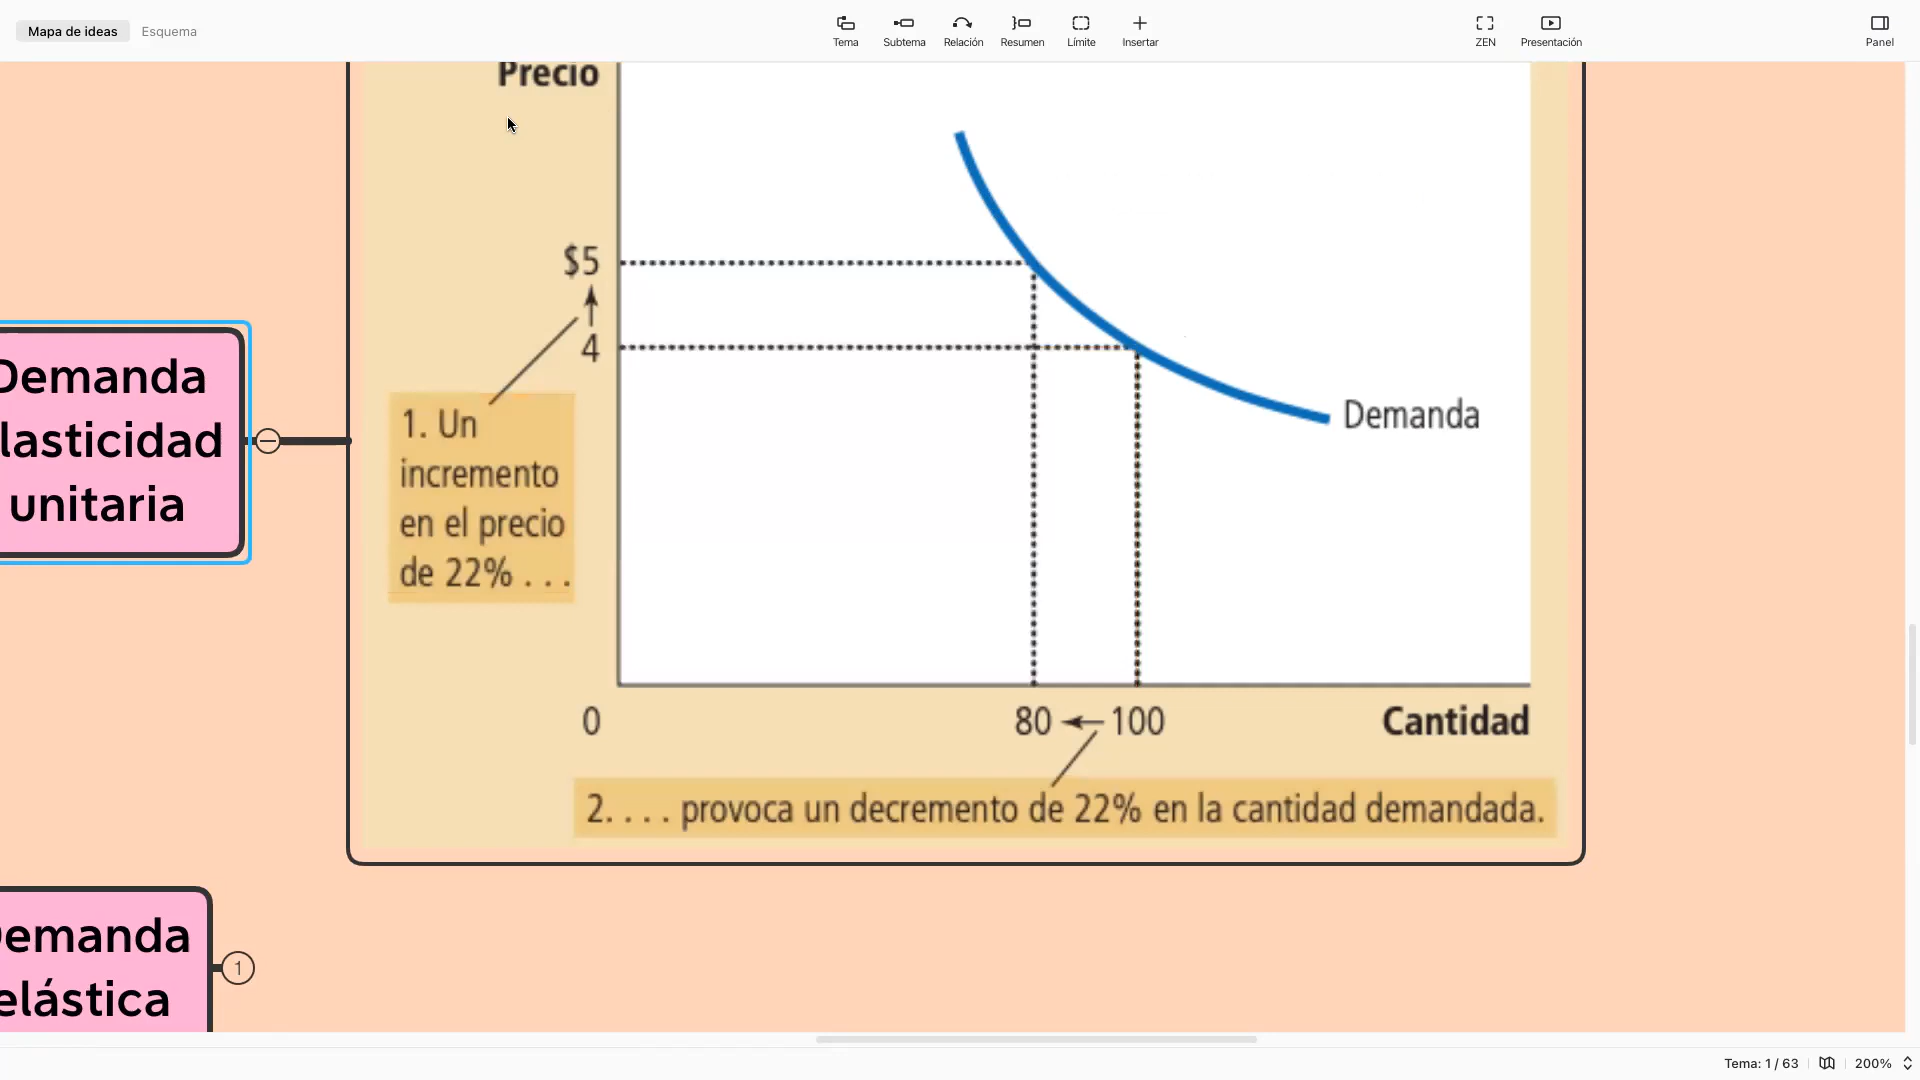 Mapa de ideas
Esquema
Tema
Subtema
Relación
Resumen
Límite
Insertar
ZEN
Presentación
Panel
Precio
$5
4
1. Un
incremento
en el precio
de 22% . . .
Demanda
0
80
100
Cantidad
2. . . . provoca un decremento de 22% en la cantidad demandada.
Demanda
lasticidad
unitaria
emanda
elástica
1
Tema: 1 / 63
200%